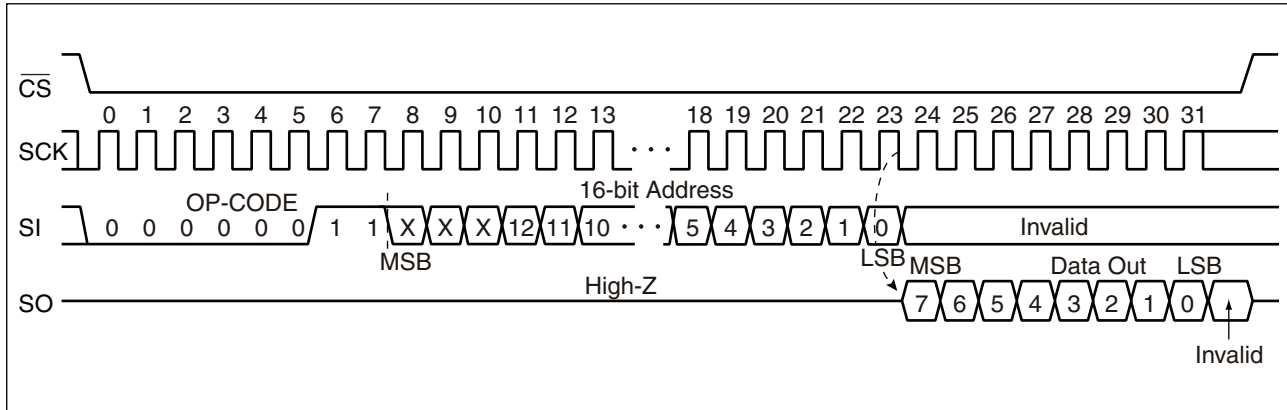 CS
0 1 2 3 4 5 6 7 8 9 10 11 12 13 18 19 20 21 22 23 24 25 26 27 28 29 30 31
SCK ···
OP-CODE 16-bit Address
SI 0 0 0 0 0 0 1 1 X X X 12 11 10 ··· 5 4 3 2 1 0 Invalid
MSB LSB
High-Z MSB Data Out LSB
SO 7 6 5 4 3 2 1 0
Invalid